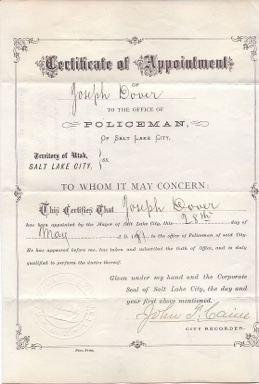 Certificate of Appointment
OF
Joseph Dover
TO THE OFFICE OF
POLICEMAN,
OF SALT LAKE CITY.
Territory of Utah,
SALT LAKE CITY, } ss.
TO WHOM IT MAY CONCERN:
This Certifies That Joseph Dover
has been appointed by the Mayor of Salt Lake City, this 28th day of
May A. D. to the office of Policeman of said City.
He has appeared before me, has taken and subscribed the Oath of Office, and is duly
qualified to perform the duties thereof.
Given under my hand and the Corporate
Seal of Salt Lake City, the day and
year first above mentioned.
John T. Caine
CITY RECORDER.